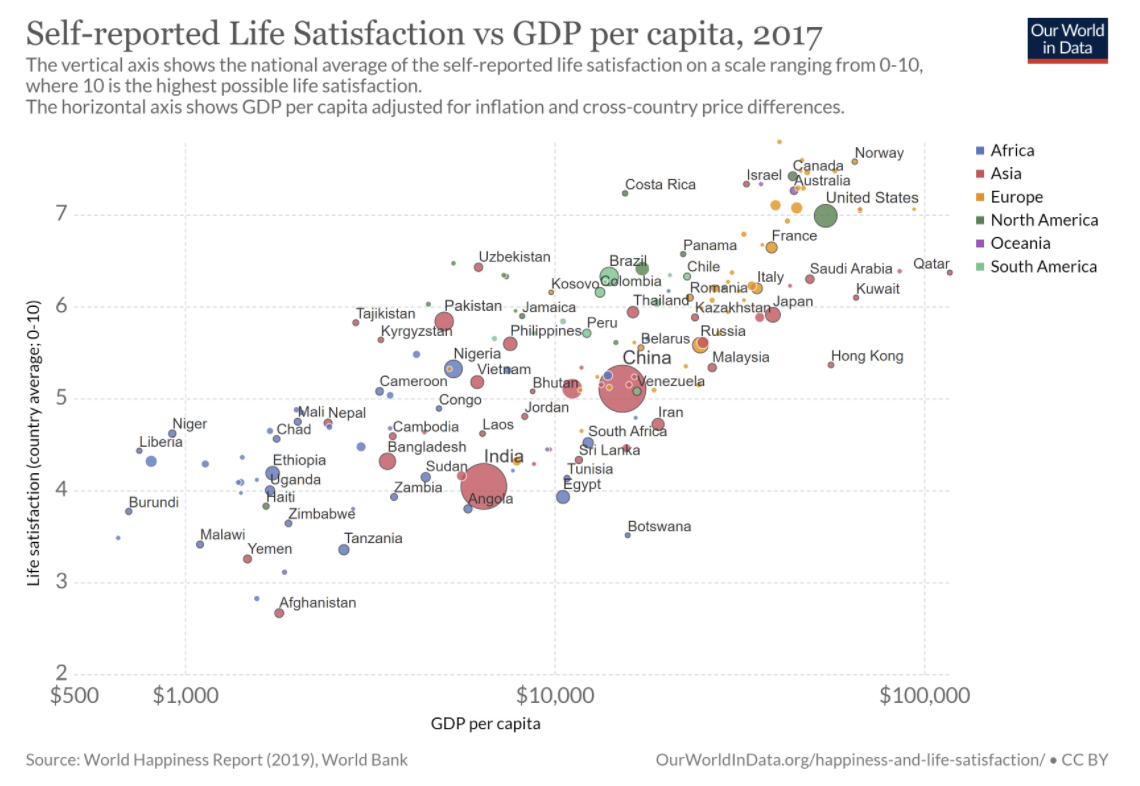 Self-reported Life Satisfaction vs GDP per capita, 2017
Our World
in Data
The vertical axis shows the national average of the self-reported life satisfaction on a scale ranging from 0-10,
where 10 is the highest possible life satisfaction.
The horizontal axis shows GDP per capita adjusted for inflation and cross-country price differences.
Africa
Asia
Europe
North America
Oceania
South America
Life satisfaction (country average; 0-10)
7
6
5
4
3
2
Norway
Canada
Israel
Australia
Costa Rica
United States
France
Panama
Uzbekistan
Brazil
Chile
Saudi Arabia
Qatar
Kosovo
Colombia
Romania
Italy
Kuwait
Thailand
Kazakhstan
Japan
Pakistan
Jamaica
Tajikistan
Kyrgyzstan
Philippines
Peru
Belarus
Russia
Nigeria
China
Malaysia
Hong Kong
Vietnam
Cameroon
Bhutan
Venezuela
Congo
Jordan
Iran
Mali
Nepal
Niger
Chad
Cambodia
Laos
South Africa
Liberia
Bangladesh
India
Sri Lanka
Ethiopia
Sudan
Tunisia
Uganda
Zambia
Egypt
Haiti
Angola
Burundi
Zimbabwe
Botswana
Malawi
Tanzania
Yemen
Afghanistan
$500
$1,000
$10,000
$100,000
GDP per capita
Source: World Happiness Report (2019), World Bank
OurWorldInData.org/happiness-and-life-satisfaction/ • CC BY